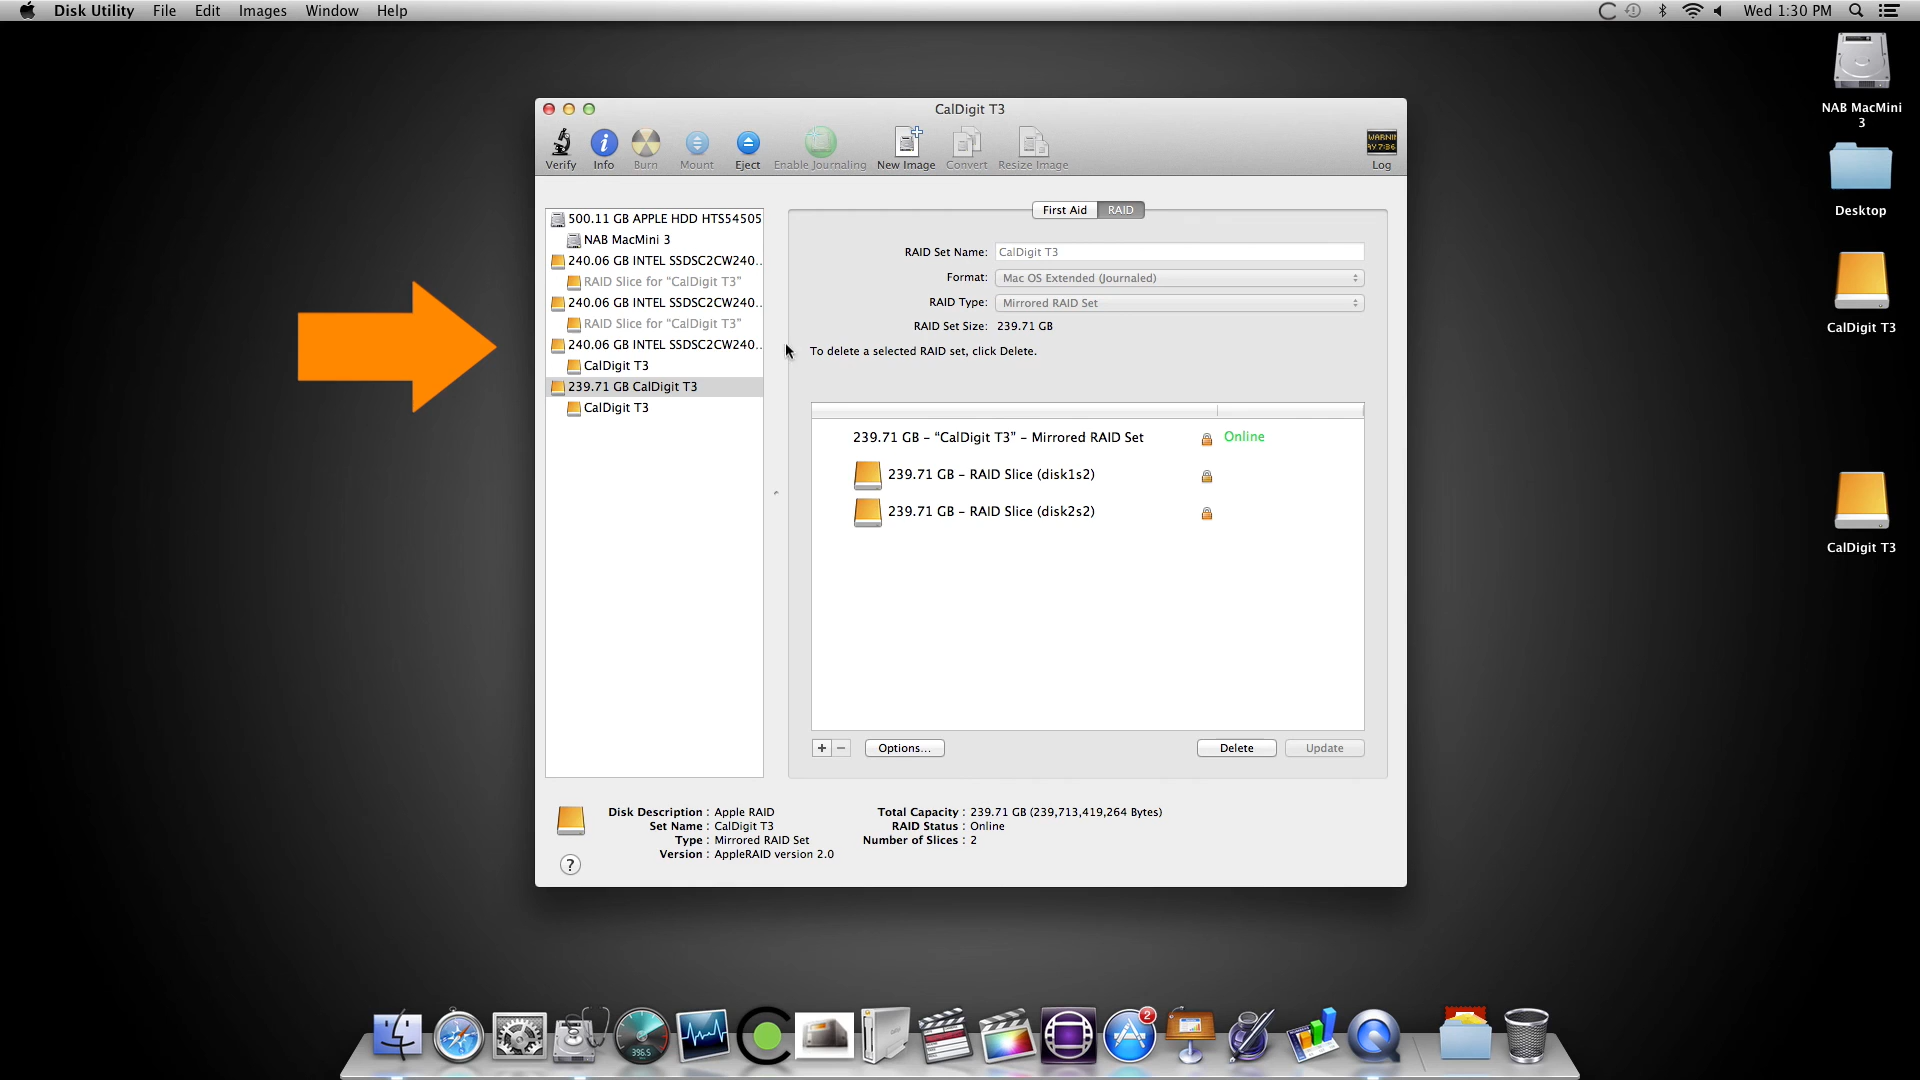 Disk Utility File Edit Images Window Help Wed 1:30 PM
NAB MacMini
3
Desktop
CalDigit T3
CalDigit T3
CalDigit T3
Verify Info Burn Mount Eject Enable Journaling New Image Convert Resize Image Log
500.11 GB APPLE HDD HTS54505
NAB MacMini 3
240.06 GB INTEL SSDSC2CW240...
RAID Slice for “CalDigit T3”
240.06 GB INTEL SSDSC2CW240...
RAID Slice for “CalDigit T3”
240.06 GB INTEL SSDSC2CW240...
CalDigit T3
239.71 GB CalDigit T3
CalDigit T3
First Aid RAID
RAID Set Name: CalDigit T3
Format: Mac OS Extended (Journaled)
RAID Type: Mirrored RAID Set
RAID Set Size: 239.71 GB
To delete a selected RAID set, click Delete.
239.71 GB – “CalDigit T3” – Mirrored RAID Set Online
239.71 GB – RAID Slice (disk1s2)
239.71 GB – RAID Slice (disk2s2)
+ − Options... Delete Update
Disk Description : Apple RAID
Set Name : CalDigit T3
Type : Mirrored RAID Set
Version : AppleRAID version 2.0
Total Capacity : 239.71 GB (239,713,419,264 Bytes)
RAID Status : Online
Number of Slices : 2
?
396.5
2